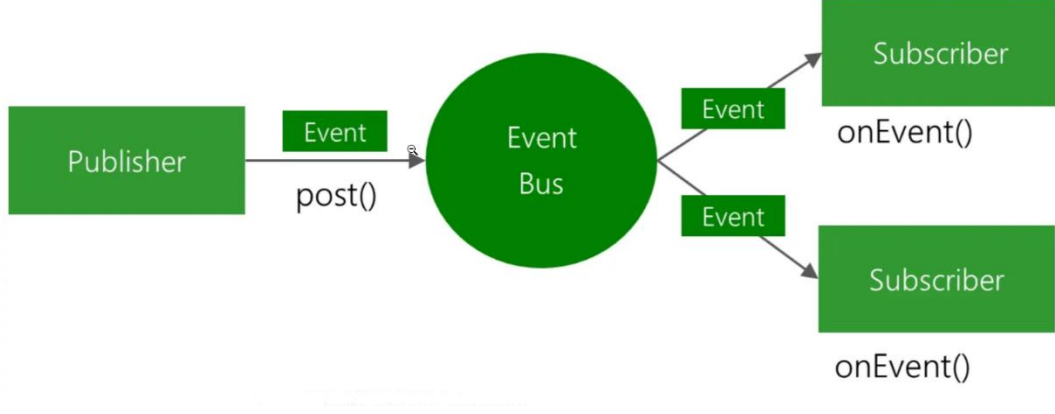 Publisher
Event
post()
Event
Bus
Event
Subscriber
onEvent()
Event
Subscriber
onEvent()